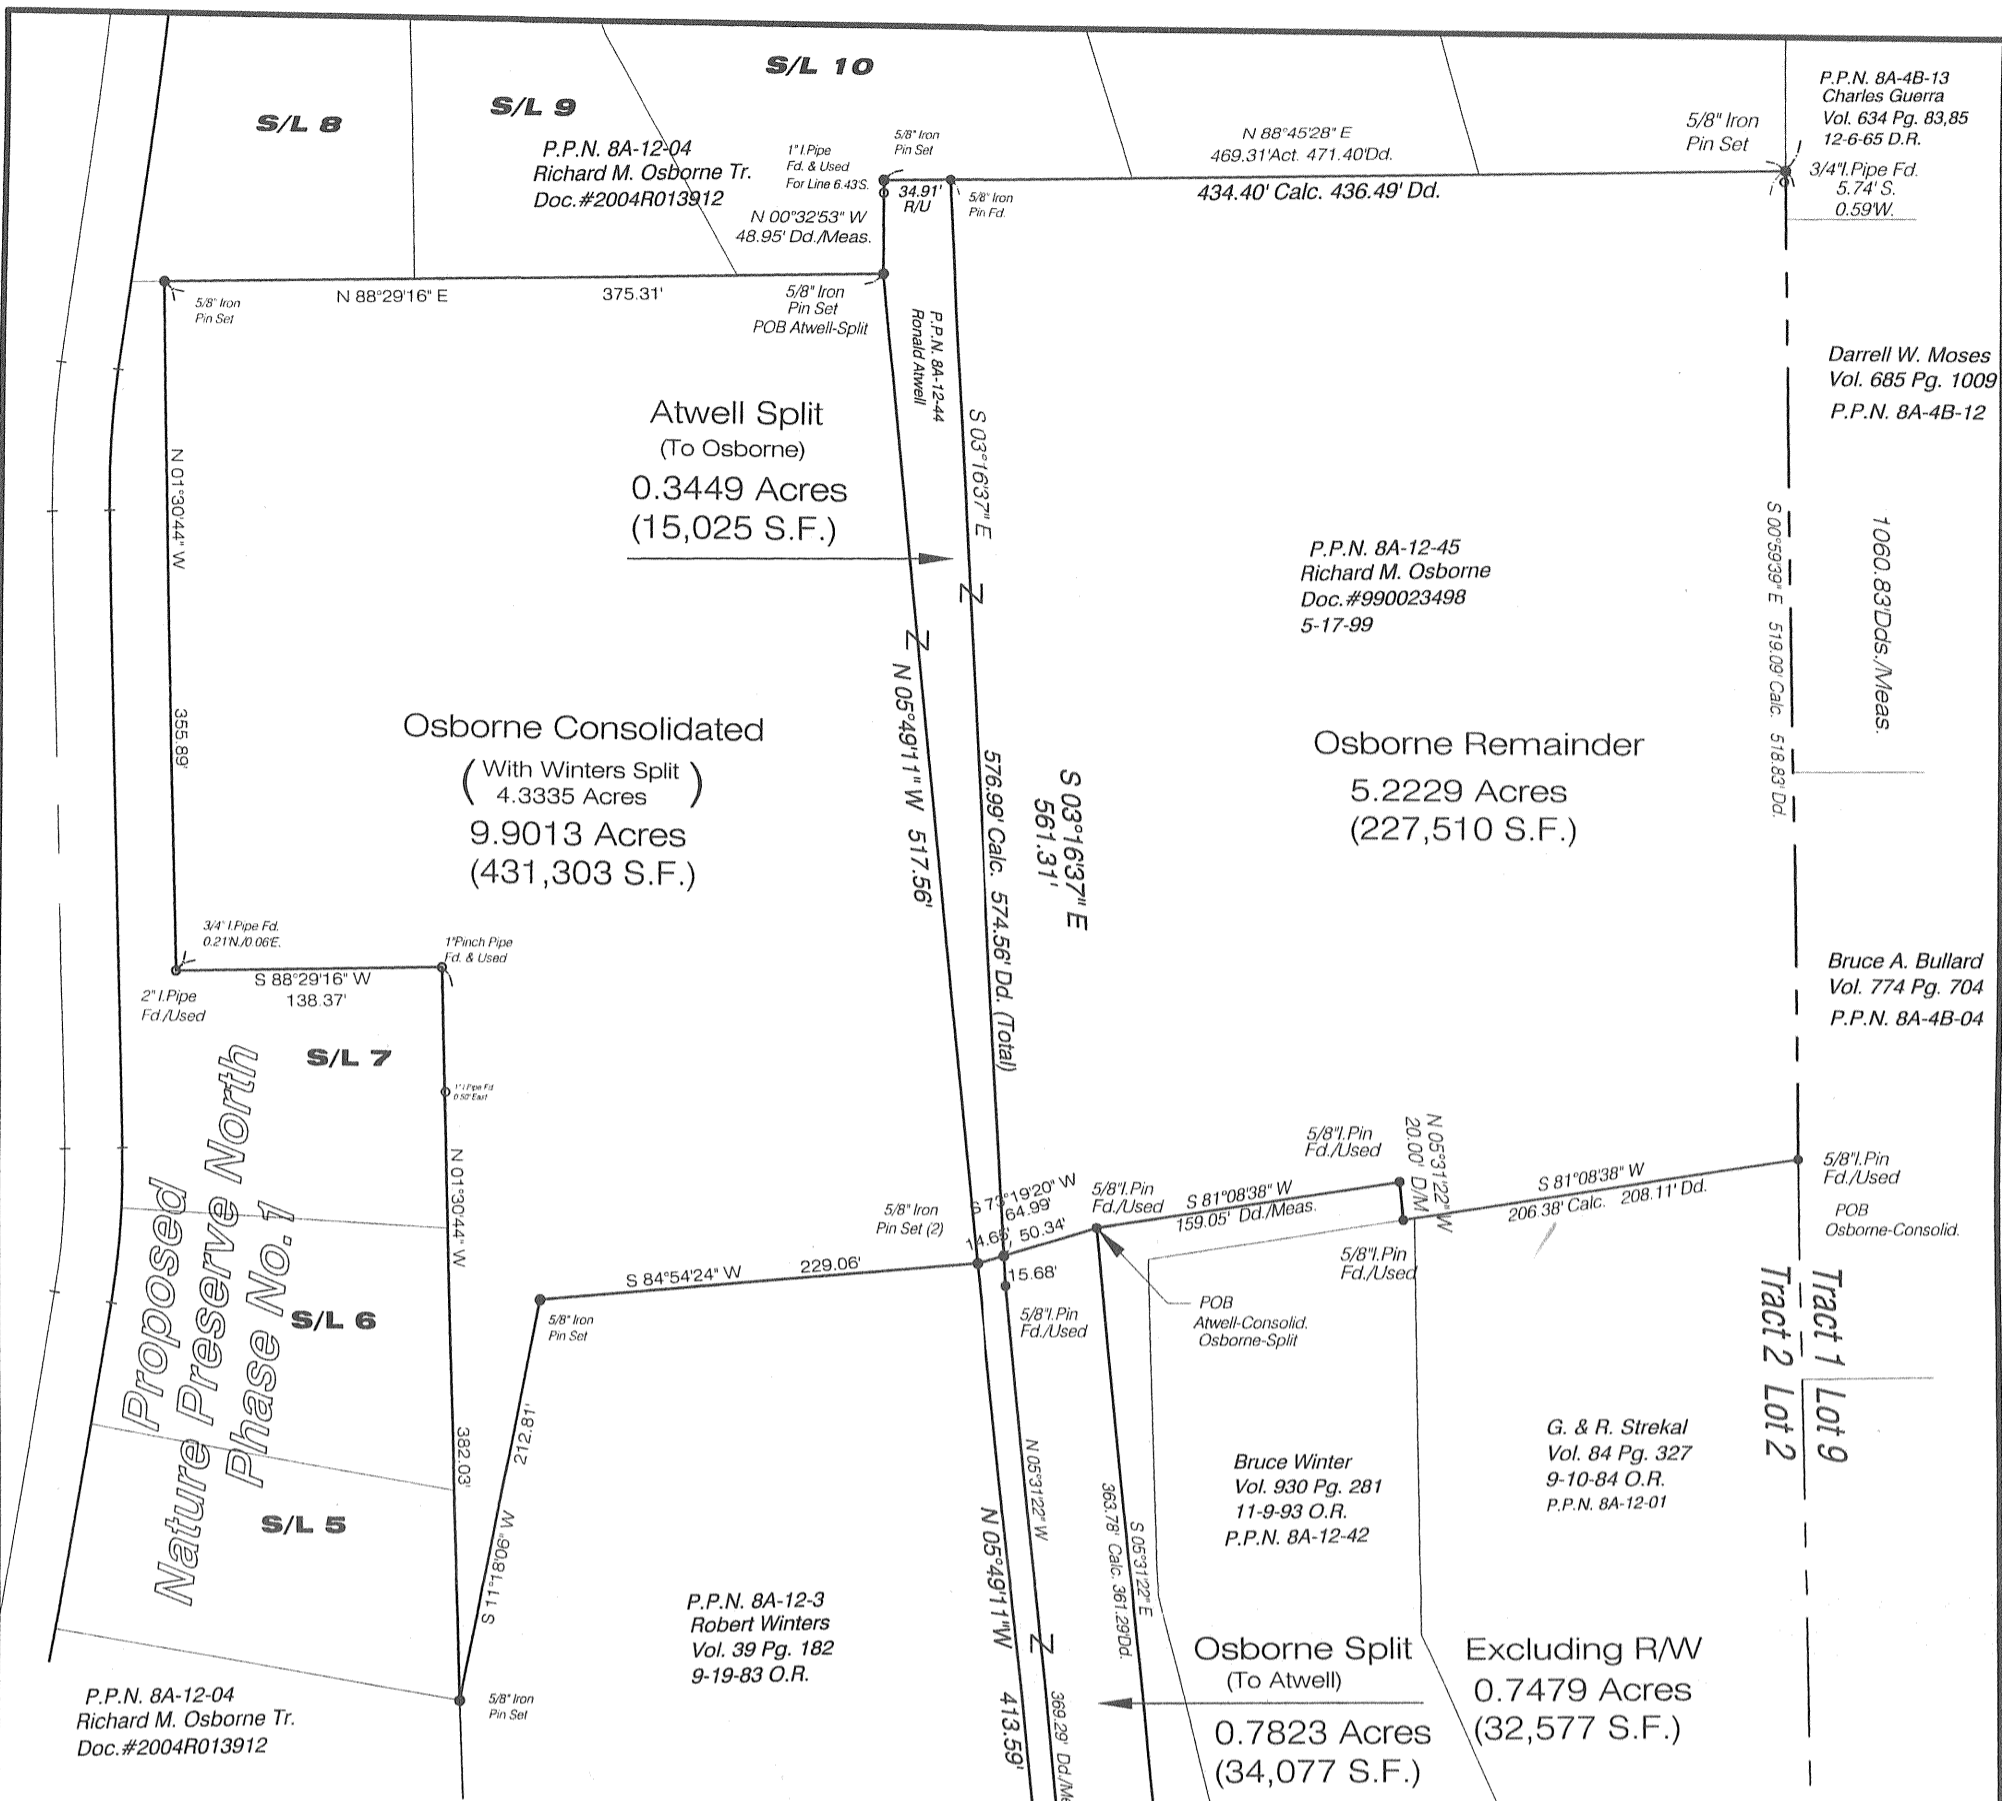 S/L 8
S/L 9
S/L 10
P.P.N. 8A-12-04
Richard M. Osborne Tr.
Doc.#2004R013912
1" I.Pipe
Fd. & Used
For Line 6.43'S.
5/8" Iron
Pin Set
N 00°32'53" W
48.95' Dd./Meas.
34.91'
R/U
5/8" Iron
Pin Fd.
N 88°45'28" E
469.31'Act. 471.40'Dd.
434.40' Calc. 436.49' Dd.
5/8" Iron
Pin Set
P.P.N. 8A-4B-13
Charles Guerra
Vol. 634 Pg. 83,85
12-6-65 D.R.
3/4"I.Pipe Fd.
5.74' S.
0.59'W.
5/8" Iron
Pin Set
N 88°29'16" E 375.31'
5/8" Iron
Pin Set
POB Atwell-Split
P.P.N. 8A-12-44
Ronald Atwell
Darrell W. Moses
Vol. 685 Pg. 1009
P.P.N. 8A-4B-12
Atwell Split
(To Osborne)
0.3449 Acres
(15,025 S.F.)
S 03°16'37" E
576.99' Calc. 574.56' Dd. (Total)
N 01°30'44" W
355.89'
P.P.N. 8A-12-45
Richard M. Osborne
Doc.#990023498
5-17-99
S 00°59'39" E 519.09' Calc. 518.83' Dd.
1060.83'Dds./Meas.
N 05°49'11" W 517.56'
S 03°16'37" E
561.31'
Osborne Consolidated
( With Winters Split )
4.3335 Acres
9.9013 Acres
(431,303 S.F.)
Osborne Remainder
5.2229 Acres
(227,510 S.F.)
3/4" I.Pipe Fd.
0.21'N./0.06'E.
1"Pinch Pipe
Fd. & Used
S 88°29'16" W
138.37'
2" I.Pipe
Fd./Used
Bruce A. Bullard
Vol. 774 Pg. 704
P.P.N. 8A-4B-04
S/L 7
1" I.Pipe Fd
0.50' East
Proposed
Nature Preserve North
Phase No. 1
N 01°30'44" W
382.03'
5/8"I.Pin
Fd./Used
N 05°31'22" W
20.00' D/M
S 81°08'38" W
206.38' Calc. 208.11' Dd.
5/8"I.Pin
Fd./Used
POB
Osborne-Consolid.
5/8" Iron
Pin Set (2)
S 73°19'20" W
64.99'
14.65' 50.34'
5/8"I.Pin
Fd./Used
S 81°08'38" W
159.05' Dd./Meas.
5/8"I.Pin
Fd./Used
S 84°54'24" W 229.06'
15.68'
5/8"I.Pin
Fd./Used
POB
Atwell-Consolid.
Osborne-Split
5/8" Iron
Pin Set
S/L 6
Tract 1 Lot 9
Tract 2 Lot 2
S 11°18'06" W 212.81'
S/L 5
N 05°31'22" W
369.29' Dd./Me
N 05°49'11"W 413.59'
363.78' Calc. 361.29'Dd.
S 05°31'22" E
Bruce Winter
Vol. 930 Pg. 281
11-9-93 O.R.
P.P.N. 8A-12-42
G. & R. Strekal
Vol. 84 Pg. 327
9-10-84 O.R.
P.P.N. 8A-12-01
P.P.N. 8A-12-3
Robert Winters
Vol. 39 Pg. 182
9-19-83 O.R.
P.P.N. 8A-12-04
Richard M. Osborne Tr.
Doc.#2004R013912
5/8" Iron
Pin Set
Osborne Split
(To Atwell)
0.7823 Acres
(34,077 S.F.)
Excluding R/W
0.7479 Acres
(32,577 S.F.)